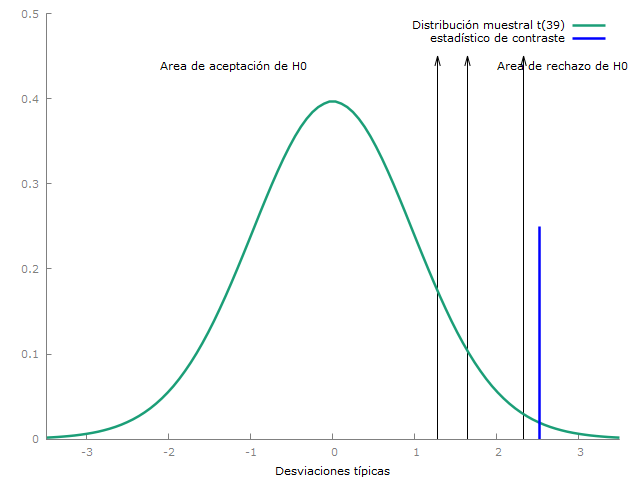 0.5
Distribución muestral t(39)
estadístico de contraste
Area de aceptación de H0
Area de rechazo de H0
0.4
0.3
0.2
0.1
0
-3 -2 -1 0 1 2 3
Desviaciones típicas